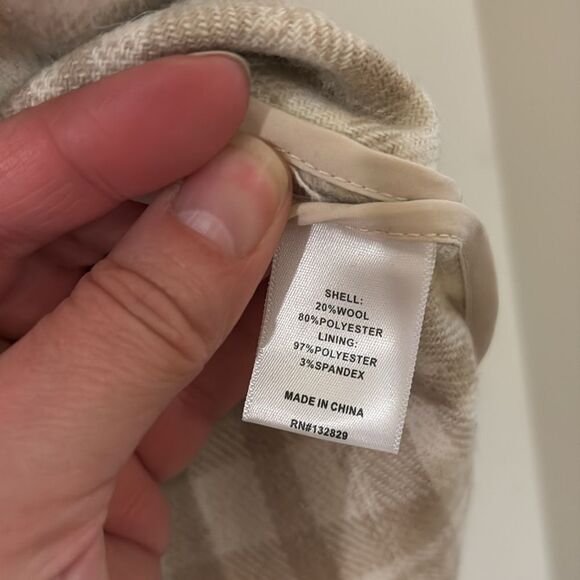 SHELL:
20%WOOL
80%POLYESTER
LINING:
97%POLYESTER
3%SPANDEX
MADE IN CHINA
RN#132829